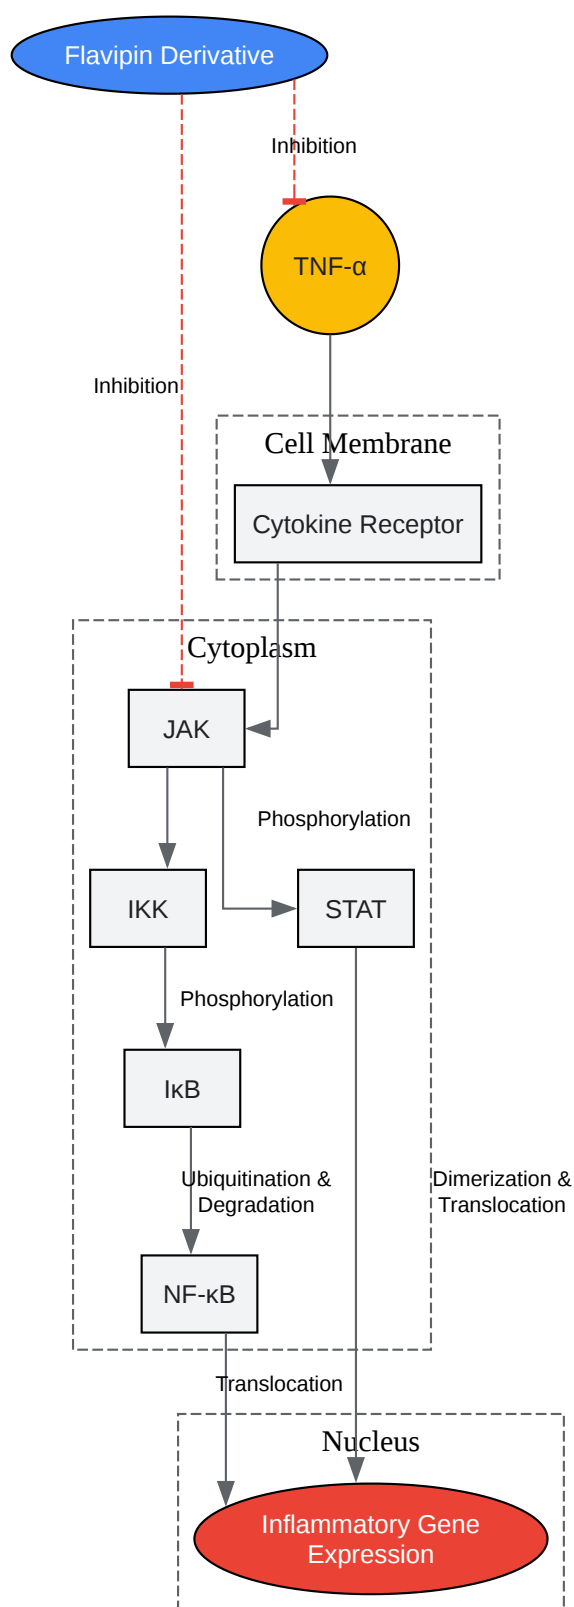 Flavipin Derivative
Inhibition
TNF-α
Inhibition
Cell Membrane
Cytokine Receptor
Cytoplasm
JAK
Phosphorylation
IKK
STAT
Phosphorylation
IκB
Ubiquitination &
Degradation
Dimerization &
Translocation
NF-κB
Translocation
Nucleus
Inflammatory Gene
Expression